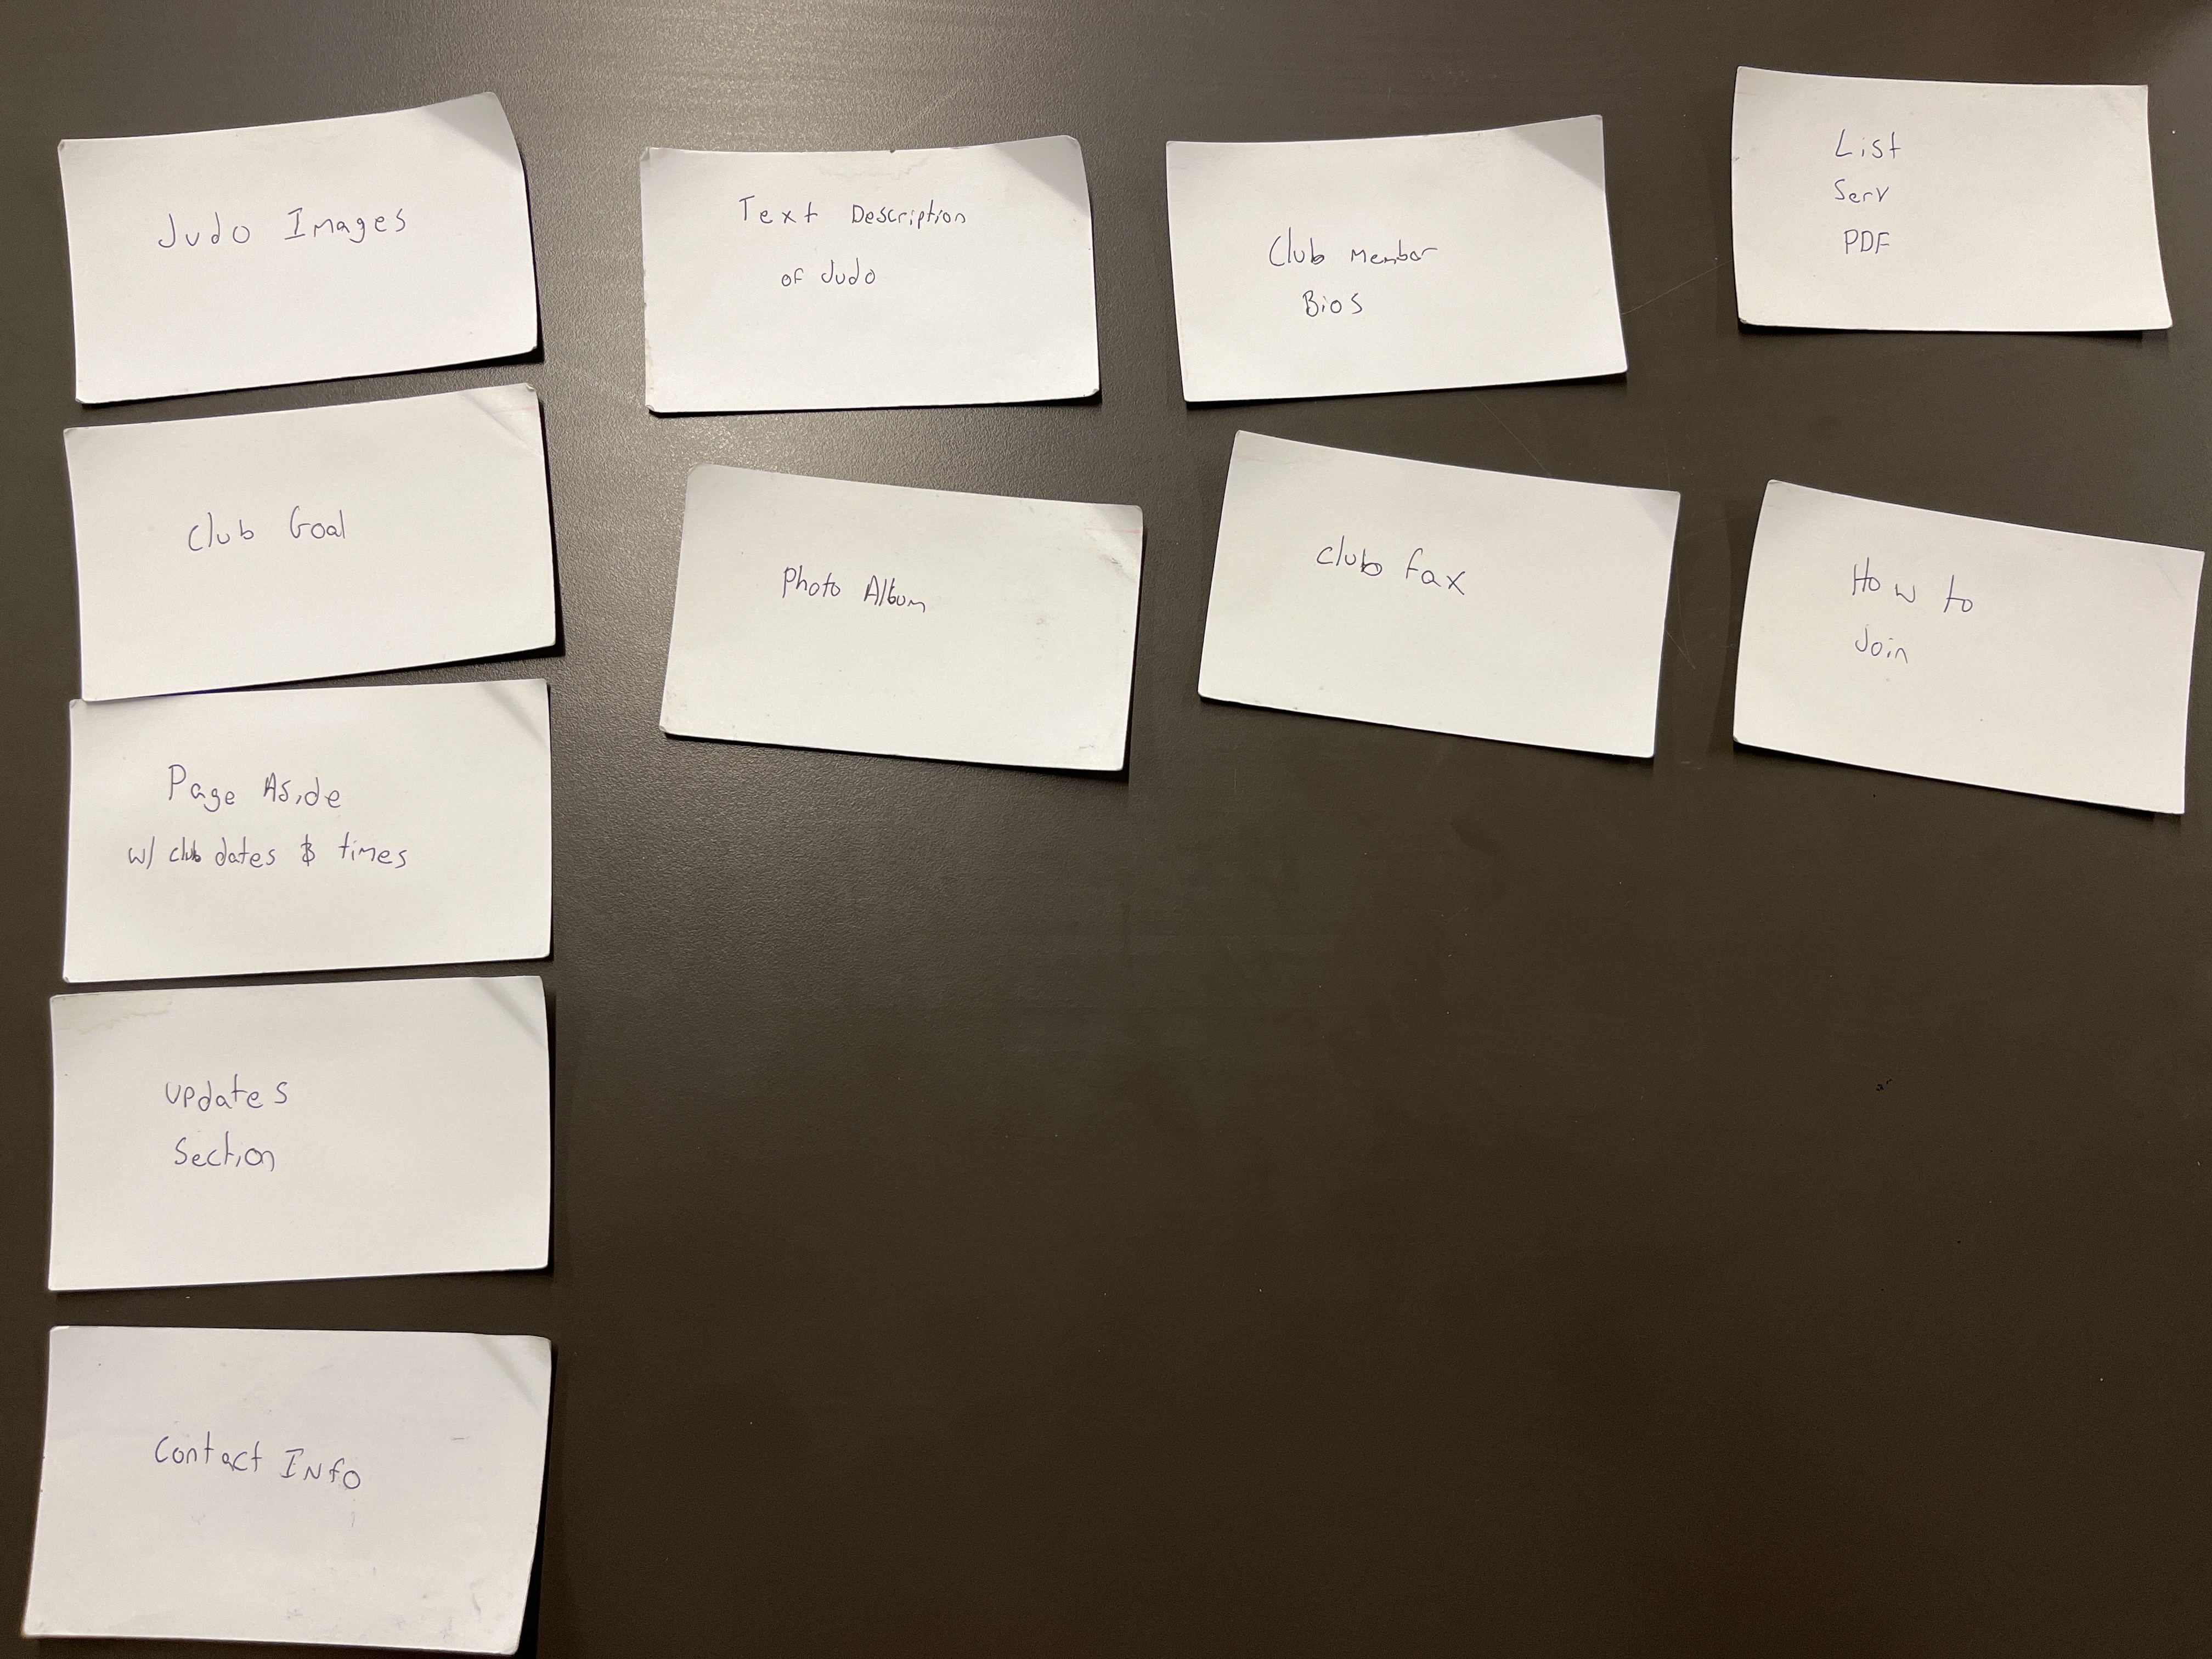 Judo Images
Club Goal
Page Aside
w/ club dates & times
Updates
Section
Contact Info
Text Description
of Judo
Photo Album
Club Member
Bios
Club fax
List
Serv
PDF
How to
Join